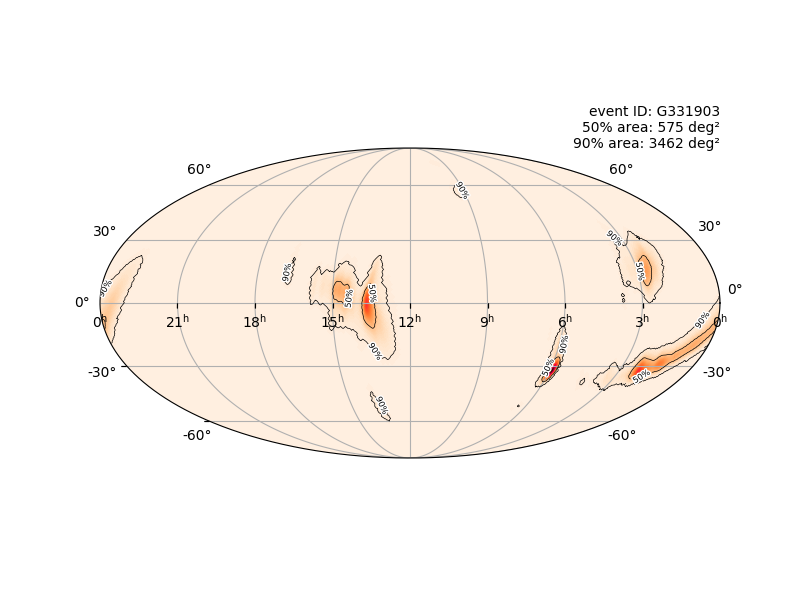 event ID: G331903
50% area: 575 deg²
90% area: 3462 deg²
60° 60°
90%
30° 30°
90%
90% 50% 90%
0° 50% 50% 0°
0h 21h 18h 15h 12h 9h 6h 3h 0h
90%
90% 90%
-30° 50% 50% -30°
90%
-60° -60°